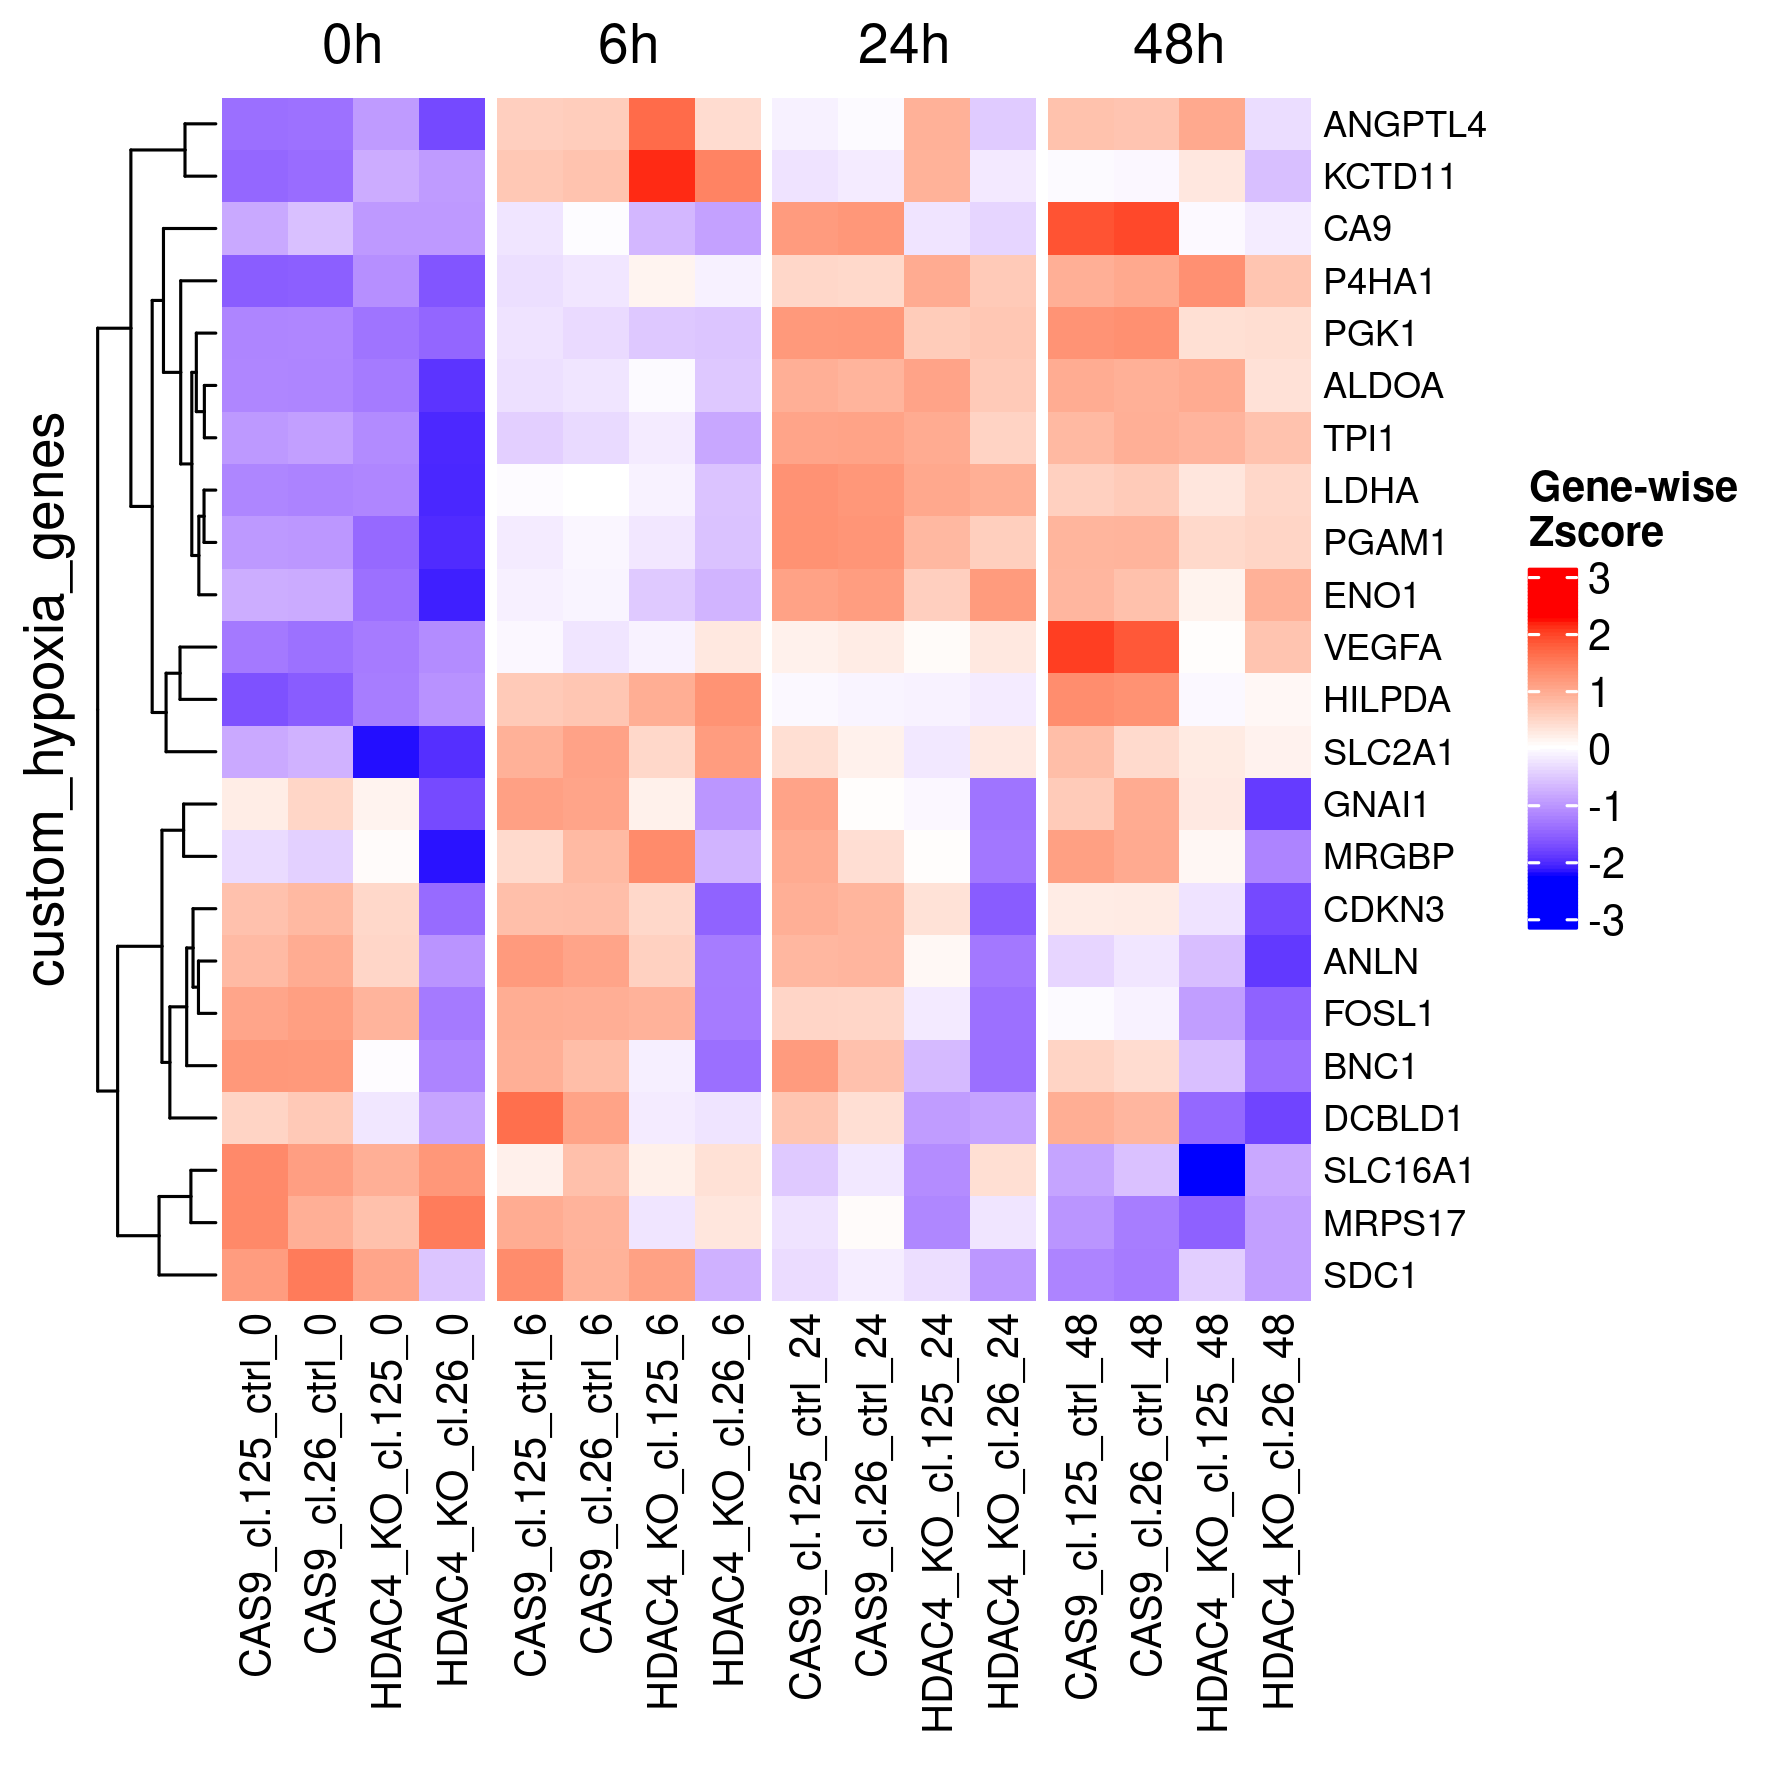 0h 6h 24h 48h
custom_hypoxia_genes
ANGPTL4
KCTD11
CA9
P4HA1
PGK1
ALDOA
TPI1
LDHA
PGAM1
ENO1
VEGFA
HILPDA
SLC2A1
GNAI1
MRGBP
CDKN3
ANLN
FOSL1
BNC1
DCBLD1
SLC16A1
MRPS17
SDC1
Gene-wise
Zscore
3
2
1
0
-1
-2
-3
CAS9_cl.125_ctrl_0
CAS9_cl.26_ctrl_0
HDAC4_KO_cl.125_0
HDAC4_KO_cl.26_0
CAS9_cl.125_ctrl_6
CAS9_cl.26_ctrl_6
HDAC4_KO_cl.125_6
HDAC4_KO_cl.26_6
CAS9_cl.125_ctrl_24
CAS9_cl.26_ctrl_24
HDAC4_KO_cl.125_24
HDAC4_KO_cl.26_24
CAS9_cl.125_ctrl_48
CAS9_cl.26_ctrl_48
HDAC4_KO_cl.125_48
HDAC4_KO_cl.26_48